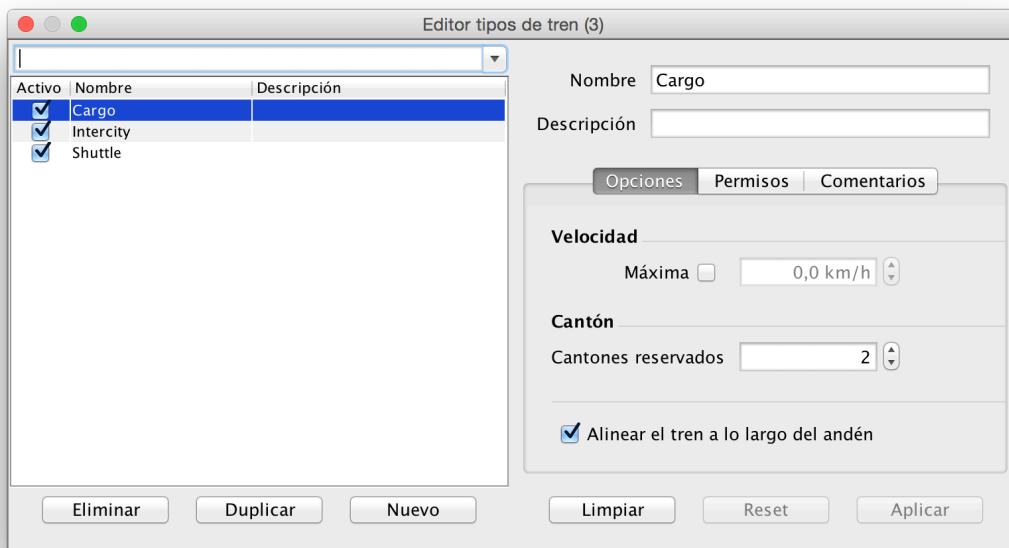 Editor tipos de tren (3)
Activo Nombre Descripción
Cargo
Intercity
Shuttle
Eliminar Duplicar Nuevo
Nombre Cargo
Descripción
Opciones Permisos Comentarios
Velocidad
Máxima 0,0 km/h
Cantón
Cantones reservados 2
Alinear el tren a lo largo del andén
Limpiar Reset Aplicar